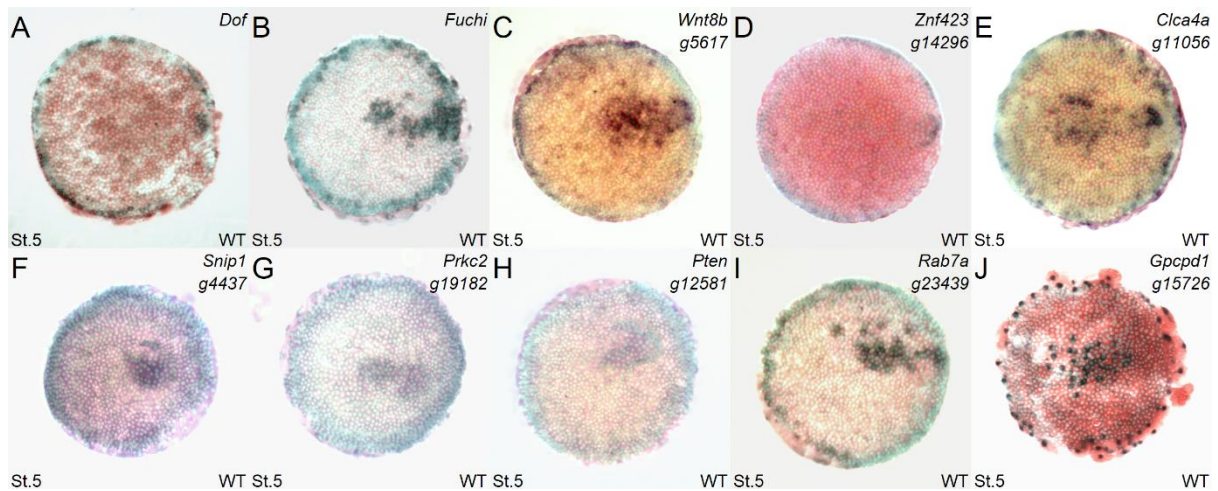 A Dof
St.5 WT
B Fuchi
St.5 WT
C Wnt8b
g5617
St.5 WT
D Znf423
g14296
St.5 WT
E Clca4a
g11056
St.5 WT
F Snip1
g4437
St.5 WT
G Prkc2
g19182
St.5 WT
H Pten
g12581
St.5 WT
I Rab7a
g23439
St.5 WT
J Gpcpd1
g15726
St.5 WT